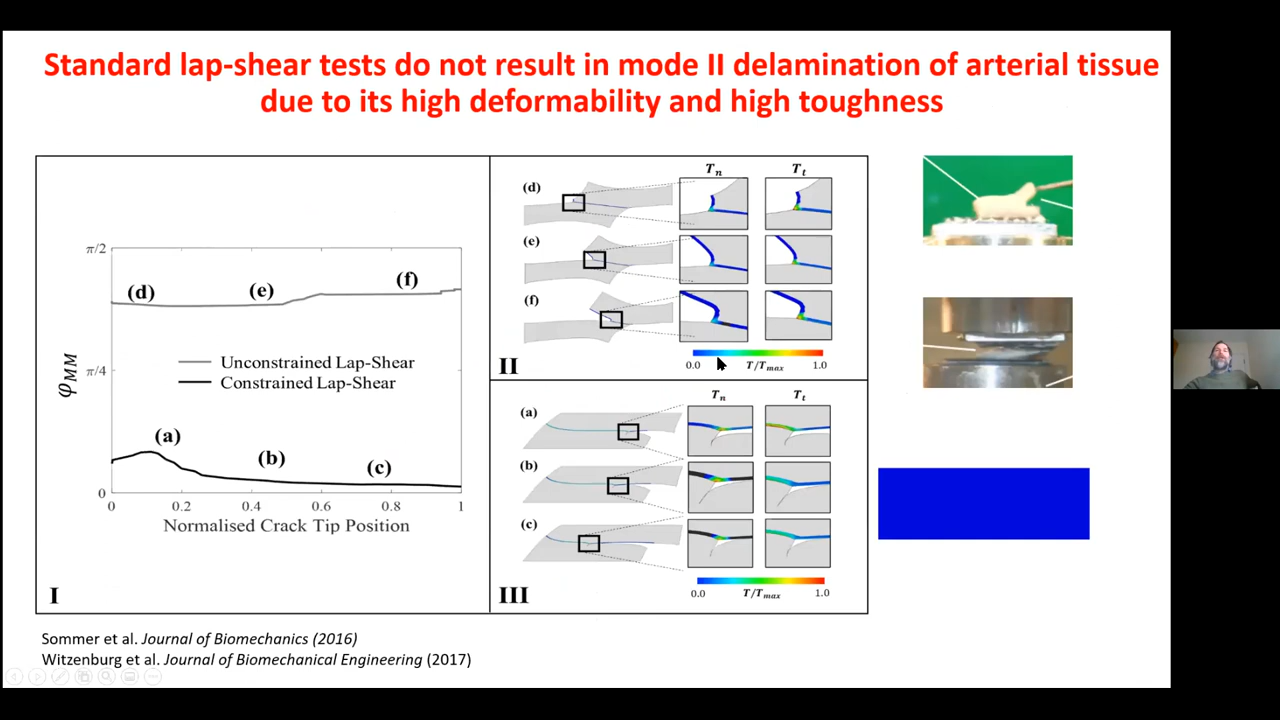 Standard lap-shear tests do not result in mode II delamination of arterial tissue
due to its high deformability and high toughness
π/2
(d)
(e)
(f)
Unconstrained Lap-Shear
Constrained Lap-Shear
π/4
φMM
(a)
(b)
(c)
0
0
0.2
0.4
0.6
0.8
1
Normalised Crack Tip Position
I
Tn
Tt
(d)
(e)
(f)
0.0
T/Tmax
1.0
II
Tn
Tt
(a)
(b)
(c)
0.0
T/Tmax
1.0
III
Sommer et al. Journal of Biomechanics (2016)
Witzenburg et al. Journal of Biomechanical Engineering (2017)